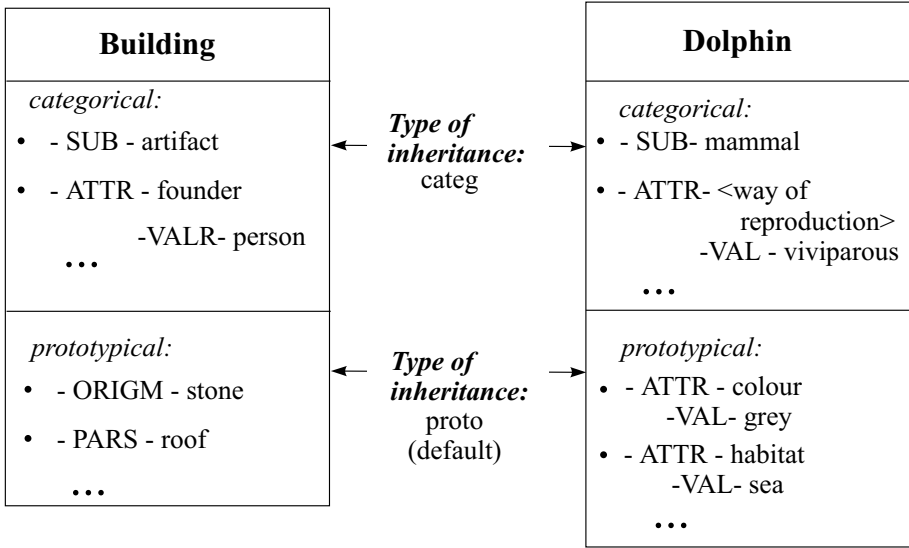 Building
categorical:
• - SUB - artifact
• - ATTR - founder
-VALR- person
...
prototypical:
• - ORIGM - stone
• - PARS - roof
...
Type of
inheritance:
categ
Type of
inheritance:
proto
(default)
Dolphin
categorical:
• - SUB- mammal
• - ATTR- <way of
reproduction>
-VAL - viviparous
...
prototypical:
• - ATTR - colour
-VAL- grey
• - ATTR - habitat
-VAL- sea
...